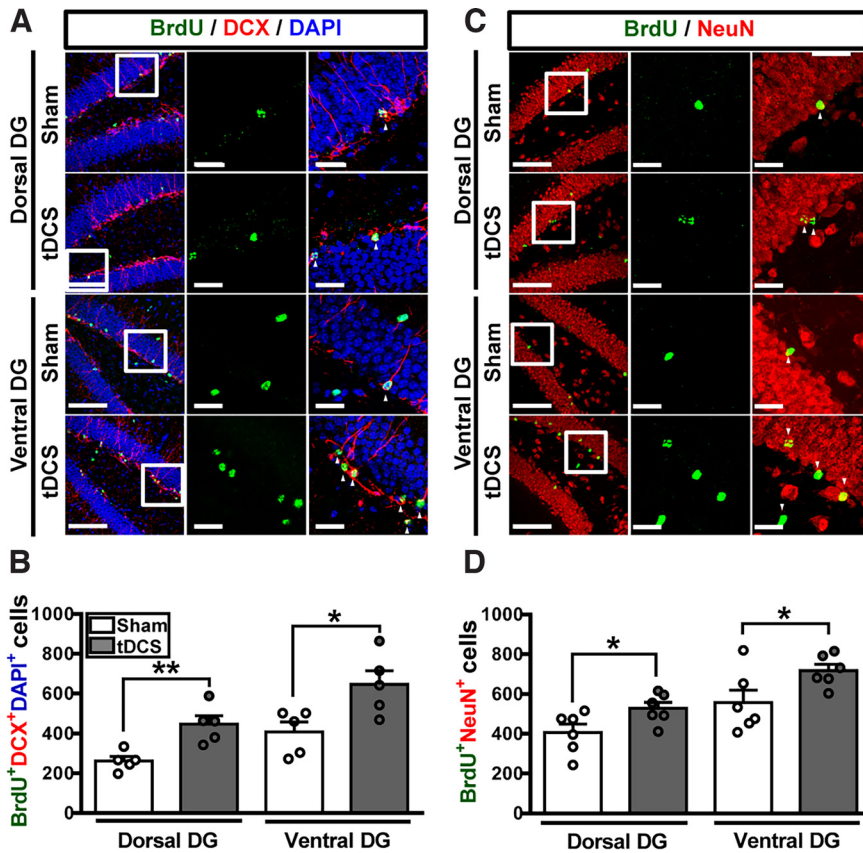 A
BrdU / DCX / DAPI
Dorsal DG
Sham
tDCS
Ventral DG
Sham
tDCS
B
BrdU⁺DCX⁺DAPI⁺ cells
1000
800
600
400
200
0
Sham
tDCS
**
*
Dorsal DG
Ventral DG
C
BrdU / NeuN
Dorsal DG
Sham
tDCS
Ventral DG
Sham
tDCS
D
BrdU⁺NeuN⁺ cells
1000
800
600
400
200
0
*
*
Dorsal DG
Ventral DG